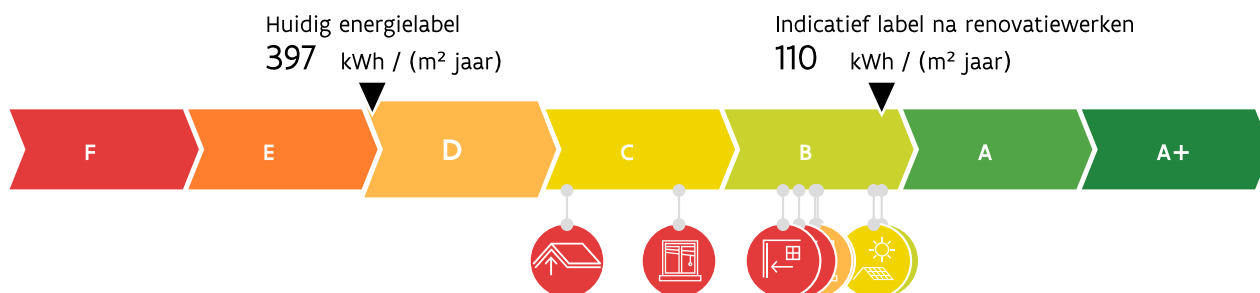 Huidig energielabel
397 kWh / (m² jaar)
Indicatief label na renovatiewerken
110 kWh / (m² jaar)
F E D C B A A+